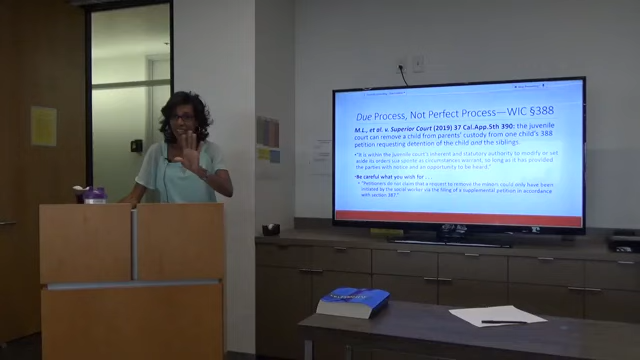 Due Process, Not Perfect Process—WIC §388
M.L., et al. v. Superior Court (2019) 37 Cal.App.5th 390: the juvenile
court can remove a child from parents' custody from one child's 388
petition requesting detention of the child and the siblings.
"It is within the juvenile court's inherent and statutory authority to modify or set
aside its orders sua sponte as circumstances warrant, so long as it has provided
the parties with notice and an opportunity to be heard."
Be careful what you wish for . . .
"Petitioners do not claim that a request to remove the minors could only have been
initiated by the social worker via the filing of a supplemental petition in accordance
with section 387."